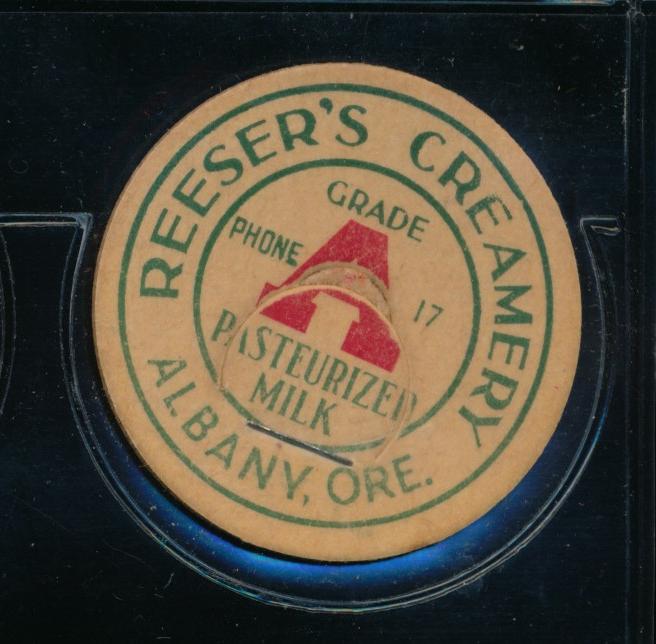 REESER'S CREAMERY
GRADE
PHONE A 17
PASTEURIZED
MILK
ALBANY, ORE.